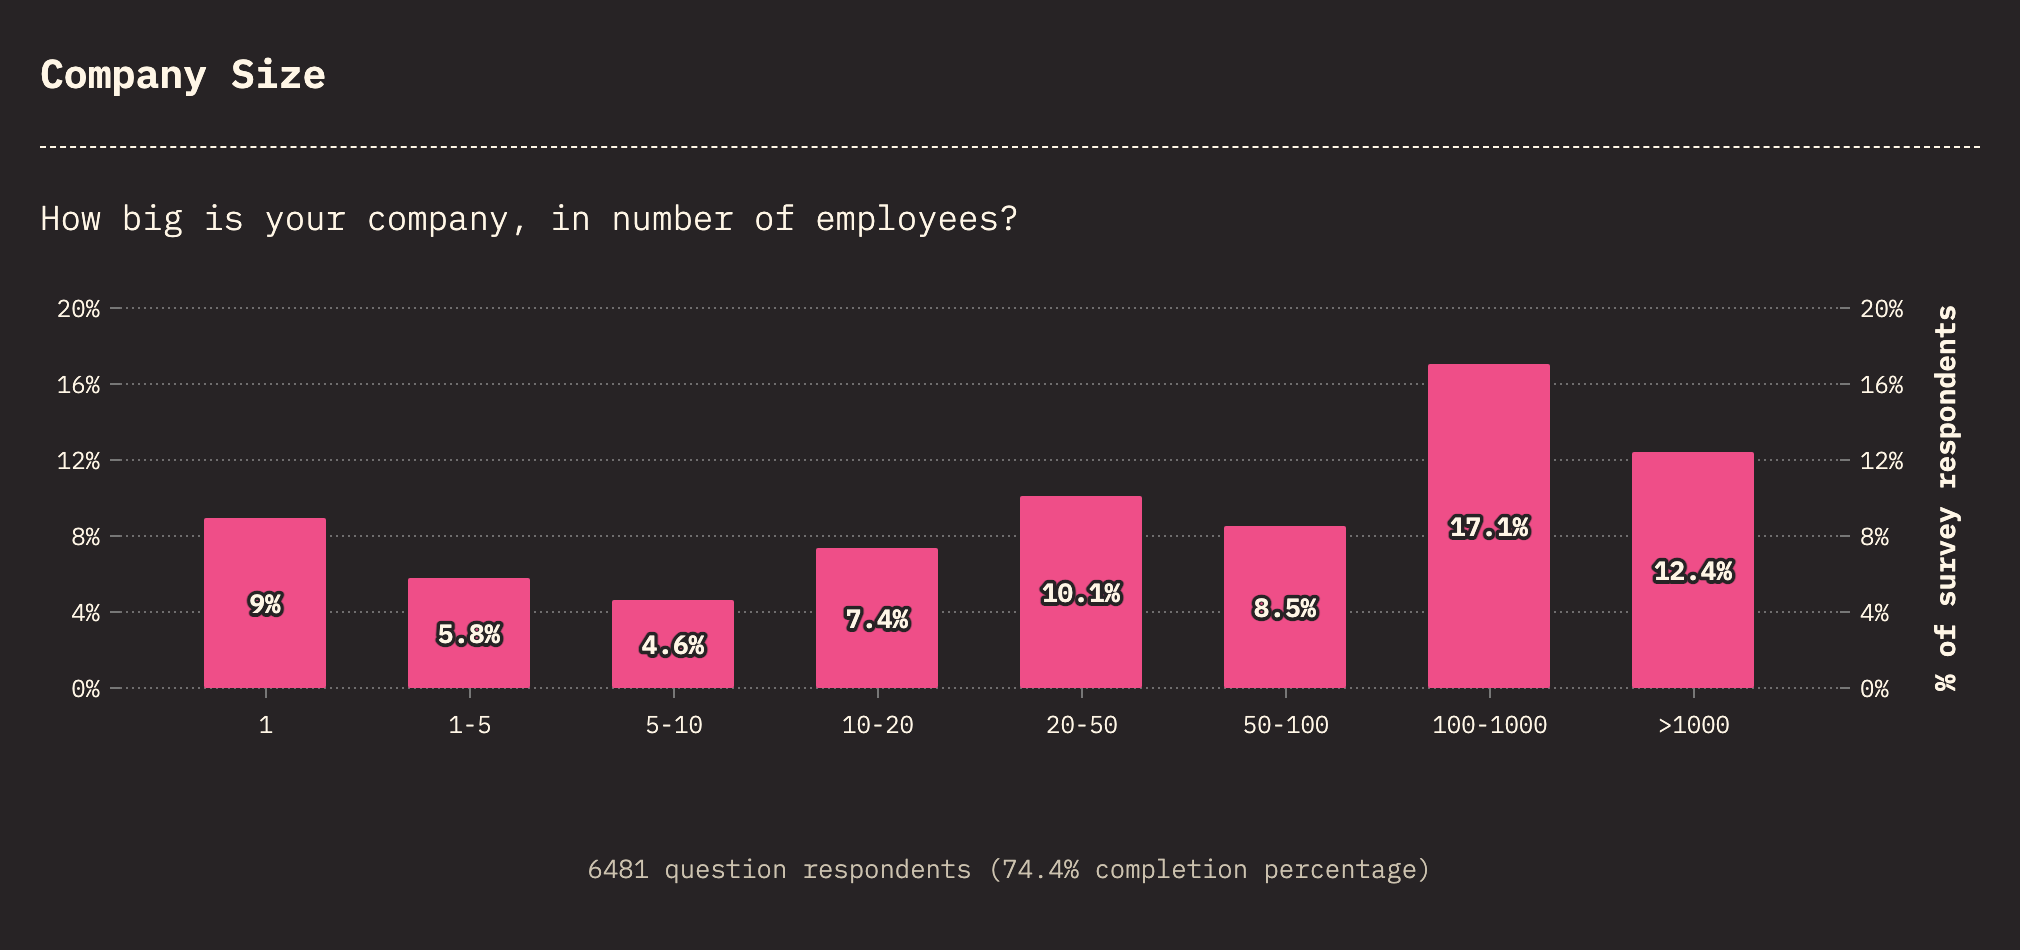 Company Size
How big is your company, in number of employees?
20% 20%
16% 16%
12% 12%
8% 8%
4% 4%
0% 0%
% of survey respondents
9% 5.8% 4.6% 7.4% 10.1% 8.5% 17.1% 12.4%
1 1-5 5-10 10-20 20-50 50-100 100-1000 >1000
6481 question respondents (74.4% completion percentage)